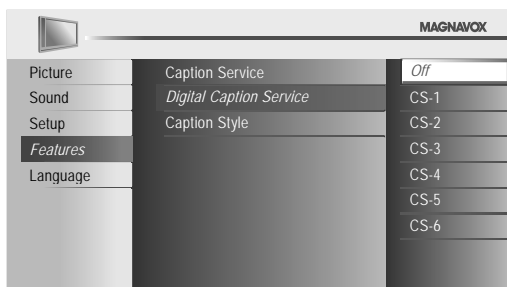 MAGNAVOX
Picture
Sound
Setup
Features
Language
Caption Service
Digital Caption Service
Caption Style
Off
CS-1
CS-2
CS-3
CS-4
CS-5
CS-6